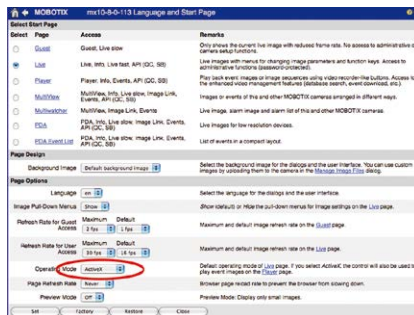 MOBOTIX mx10-8-0-113 Language and Start Page
Select Start Page
Select Page Access Remarks
Guest Guest, Live slow Only shows the current live image with reduced frame rate. No access to administrative or camera setup functions.
Live Live, Info, Live fast, API (QC, SB) Live images with menus for changing image parameters and function keys. Access to administrative functions (password-protected).
Player Player, Info, Events, API (QC, SB) Play back event images or image sequences using video-recorder-like buttons. Access to the enhanced video management features (database search, event download, etc.)
MultiView MultiView, Info, Live slow, Image Link, Events, API (QC, SB) Images or events of this and other MOBOTIX cameras arranged in different ways.
Multiwatcher MultiView, Image Link, Events Live image, alarm image and alarm list of this and other MOBOTIX cameras.
PDA PDA, Info, Live slow, Image Link, Events, API (QC, SB) Live images for low resolution devices.
PDA Event List PDA, Info, Live slow, Image Link, Events, API (QC, SB) List of events in a compact layout.
Page Design
Background Image Default background image Select the background image for the dialogs and the user interface. You can use custom images by uploading them to the camera in the Manage Image Files dialog.
Page Options
Language en Select the language for the dialogs and the user interface.
Image Pull-Down Menus Show Show (default) or Hide the pull-down menus for image settings on the Live page.
Refresh Rate for Guest Access Maximum 2 fps Default 1 fps Maximum and default image refresh rate on the Guest page.
Refresh Rate for User Access Maximum 30 fps Default 16 fps Maximum and default image refresh rate on the Live page.
Operating Mode ActiveX Default operating mode of Live page. If you select ActiveX, the control will also be used to play event images on the Player page.
Page Refresh Rate Never Browser page reload rate to prevent the browser from slowing down.
Preview Mode Off Preview Mode: Display only small images.
Set Factory Restore Close